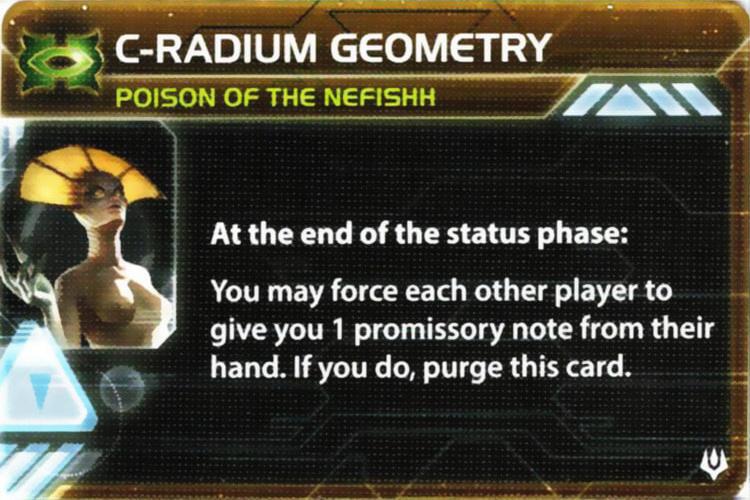 C-RADIUM GEOMETRY
POISON OF THE NEFISHH
At the end of the status phase:
You may force each other player to
give you 1 promissory note from their
hand. If you do, purge this card.